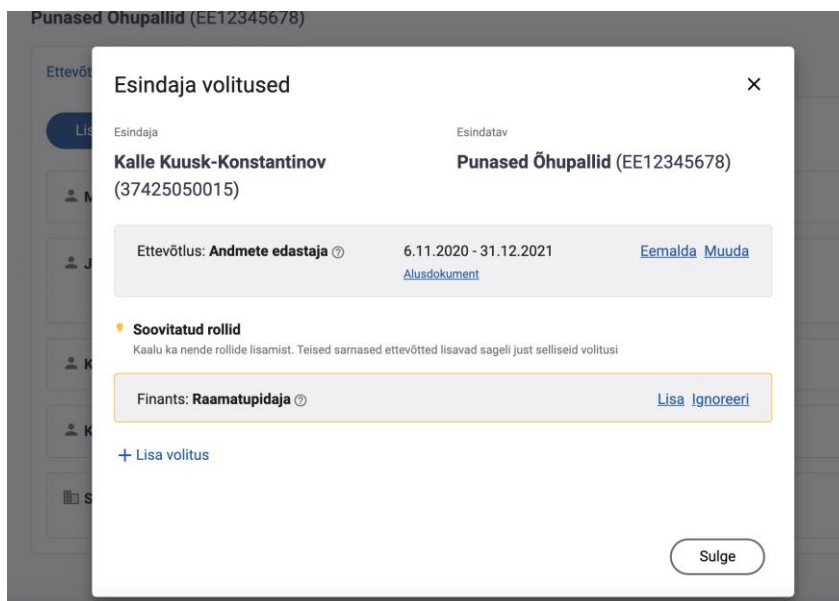 Punased Õhupallid (EE12345678)
Esindaja volitused
Esindaja
Esindatav
Kalle Kuusk-Konstantinov
(37425050015)
Punased Õhupallid (EE12345678)
Ettevõtlus: Andmete edastaja
6.11.2020 - 31.12.2021
Eemalda Muuda
Alusdokument
Soovitatud rollid
Kaalu ka nende rollide lisamist. Teised sarnased ettevõtted lisavad sageli just selliseid volitusi
Finants: Raamatupidaja
Lisa Ignoreeri
+ Lisa volitus
Sulge